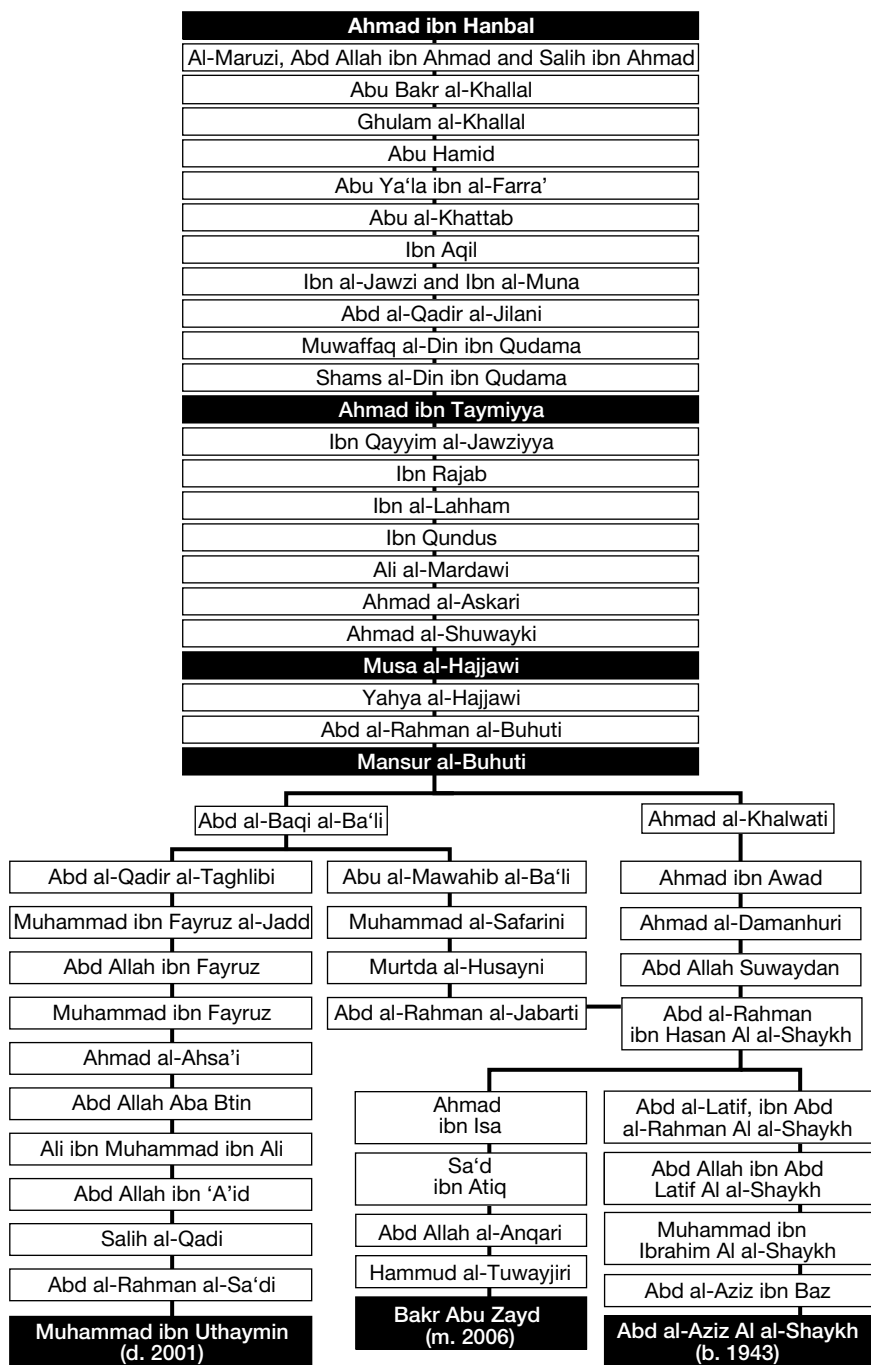 Ahmad ibn Hanbal
Al-Maruzi, Abd Allah ibn Ahmad and Salih ibn Ahmad
Abu Bakr al-Khallal
Ghulam al-Khallal
Abu Hamid
Abu Ya‘la ibn al-Farra’
Abu al-Khattab
Ibn Aqil
Ibn al-Jawzi and Ibn al-Muna
Abd al-Qadir al-Jilani
Muwaffaq al-Din ibn Qudama
Shams al-Din ibn Qudama
Ahmad ibn Taymiyya
Ibn Qayyim al-Jawziyya
Ibn Rajab
Ibn al-Lahham
Ibn Qundus
Ali al-Mardawi
Ahmad al-Askari
Ahmad al-Shuwayki
Musa al-Hajjawi
Yahya al-Hajjawi
Abd al-Rahman al-Buhuti
Mansur al-Buhuti
Abd al-Baqi al-Ba‘li
Abd al-Qadir al-Taghlibi
Muhammad ibn Fayruz al-Jadd
Abd Allah ibn Fayruz
Muhammad ibn Fayruz
Ahmad al-Ahsa’i
Abd Allah Aba Btin
Ali ibn Muhammad ibn Ali
Abd Allah ibn ‘A’id
Salih al-Qadi
Abd al-Rahman al-Sa‘di
Muhammad ibn Uthaymin
(d. 2001)
Abu al-Mawahib al-Ba‘li
Muhammad al-Safarini
Murtda al-Husayni
Abd al-Rahman al-Jabarti
Ahmad al-Khalwati
Ahmad ibn Awad
Ahmad al-Damanhuri
Abd Allah Suwaydan
Abd al-Rahman
ibn Hasan Al al-Shaykh
Ahmad
ibn Isa
Sa‘d
ibn Atiq
Abd Allah al-Anqari
Hammud al-Tuwayjiri
Bakr Abu Zayd
(m. 2006)
Abd al-Latif, ibn Abd
al-Rahman Al al-Shaykh
Abd Allah ibn Abd
Latif Al al-Shaykh
Muhammad ibn
Ibrahim Al al-Shaykh
Abd al-Aziz ibn Baz
Abd al-Aziz Al al-Shaykh
(b. 1943)